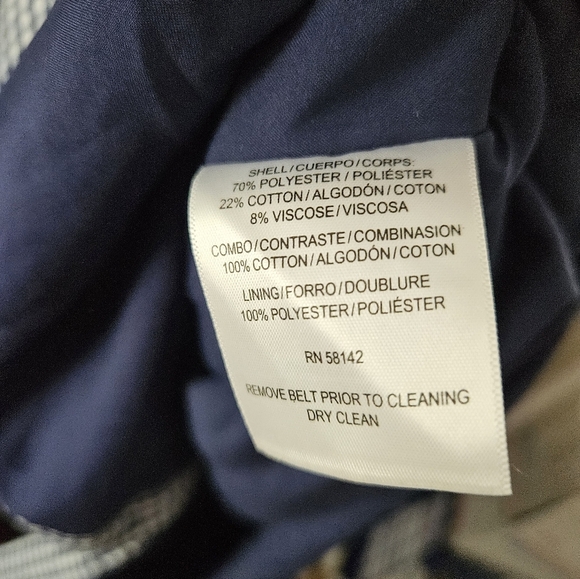 SHELL/CUERPO/CORPS:
70% POLYESTER / POLIÉSTER
22% COTTON/ALGODÓN/COTON
8% VISCOSE/VISCOSA
COMBO/CONTRASTE/COMBINASION
100% COTTON/ALGODÓN/COTON
LINING/FORRO/DOUBLURE
100% POLYESTER/POLIÉSTER
RN 58142
REMOVE BELT PRIOR TO CLEANING
DRY CLEAN